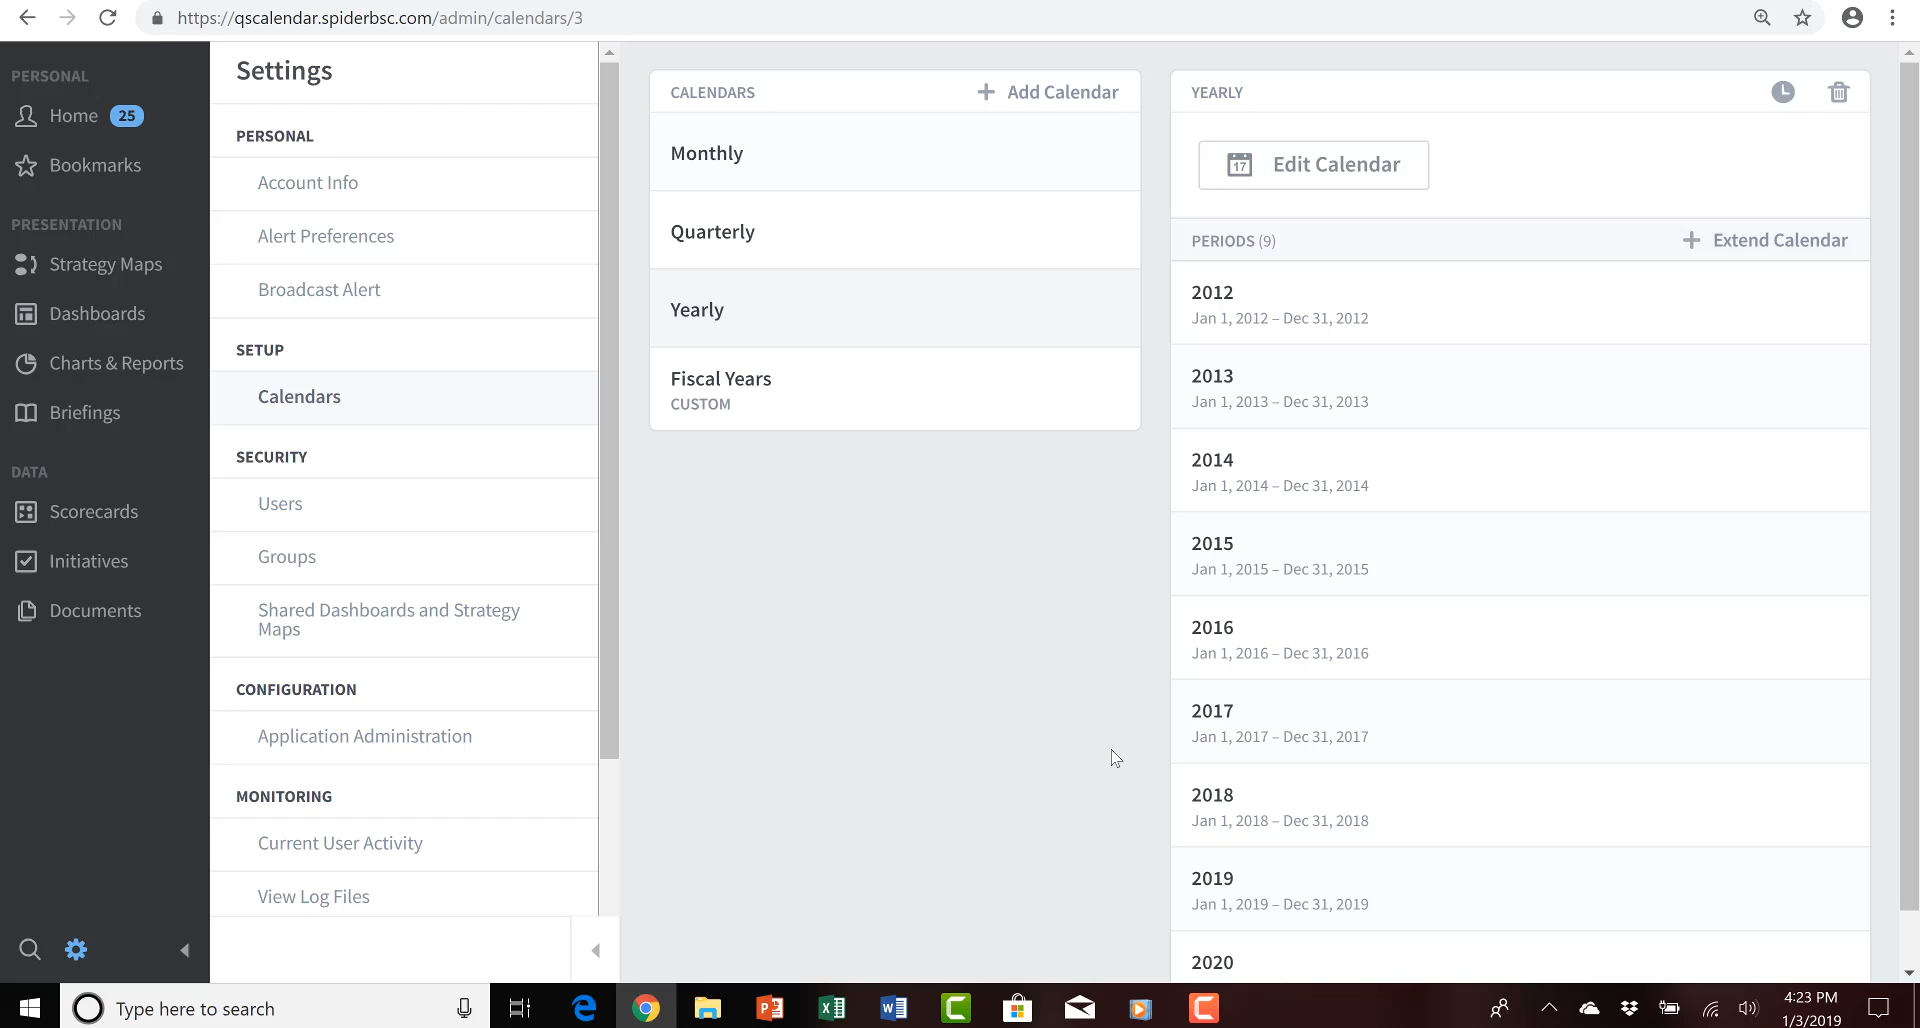 https://qscalendar.spiderbsc.com/admin/calendars/3
PERSONAL
Home 25
Bookmarks
PRESENTATION
Strategy Maps
Dashboards
Charts & Reports
Briefings
DATA
Scorecards
Initiatives
Documents
Settings
PERSONAL
Account Info
Alert Preferences
Broadcast Alert
SETUP
Calendars
SECURITY
Users
Groups
Shared Dashboards and Strategy
Maps
CONFIGURATION
Application Administration
MONITORING
Current User Activity
View Log Files
CALENDARS
+ Add Calendar
Monthly
Quarterly
Yearly
Fiscal Years
CUSTOM
YEARLY
17 Edit Calendar
PERIODS (9)
+ Extend Calendar
2012
Jan 1, 2012 – Dec 31, 2012
2013
Jan 1, 2013 – Dec 31, 2013
2014
Jan 1, 2014 – Dec 31, 2014
2015
Jan 1, 2015 – Dec 31, 2015
2016
Jan 1, 2016 – Dec 31, 2016
2017
Jan 1, 2017 – Dec 31, 2017
2018
Jan 1, 2018 – Dec 31, 2018
2019
Jan 1, 2019 – Dec 31, 2019
2020
Type here to search
4:23 PM
1/3/2019